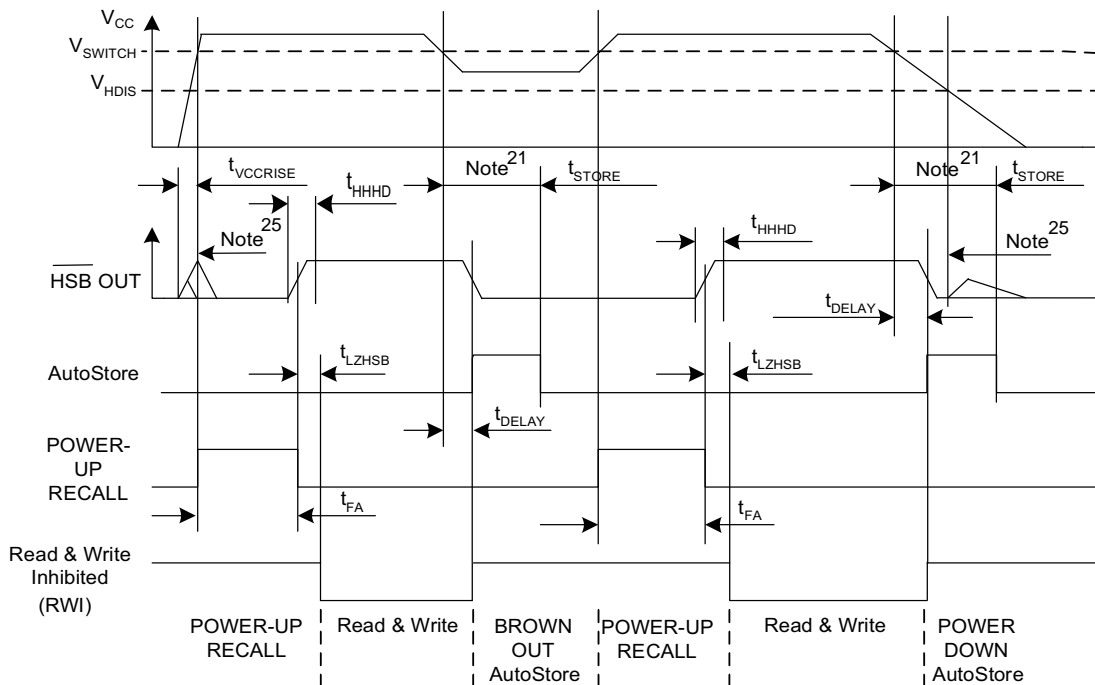 VCC
VSWITCH
VHDIS
tVCCRISE
Note21
tSTORE
Note21
tSTORE
tHHHD
tHHHD
Note25
Note25
HSB OUT
tDELAY
tLZHSB
tLZHSB
AutoStore
tDELAY
POWER-
UP
RECALL
tFA
tFA
Read & Write
Inhibited
(RWI)
POWER-UP
RECALL
Read & Write
BROWN
OUT
AutoStore
POWER-UP
RECALL
Read & Write
POWER
DOWN
AutoStore